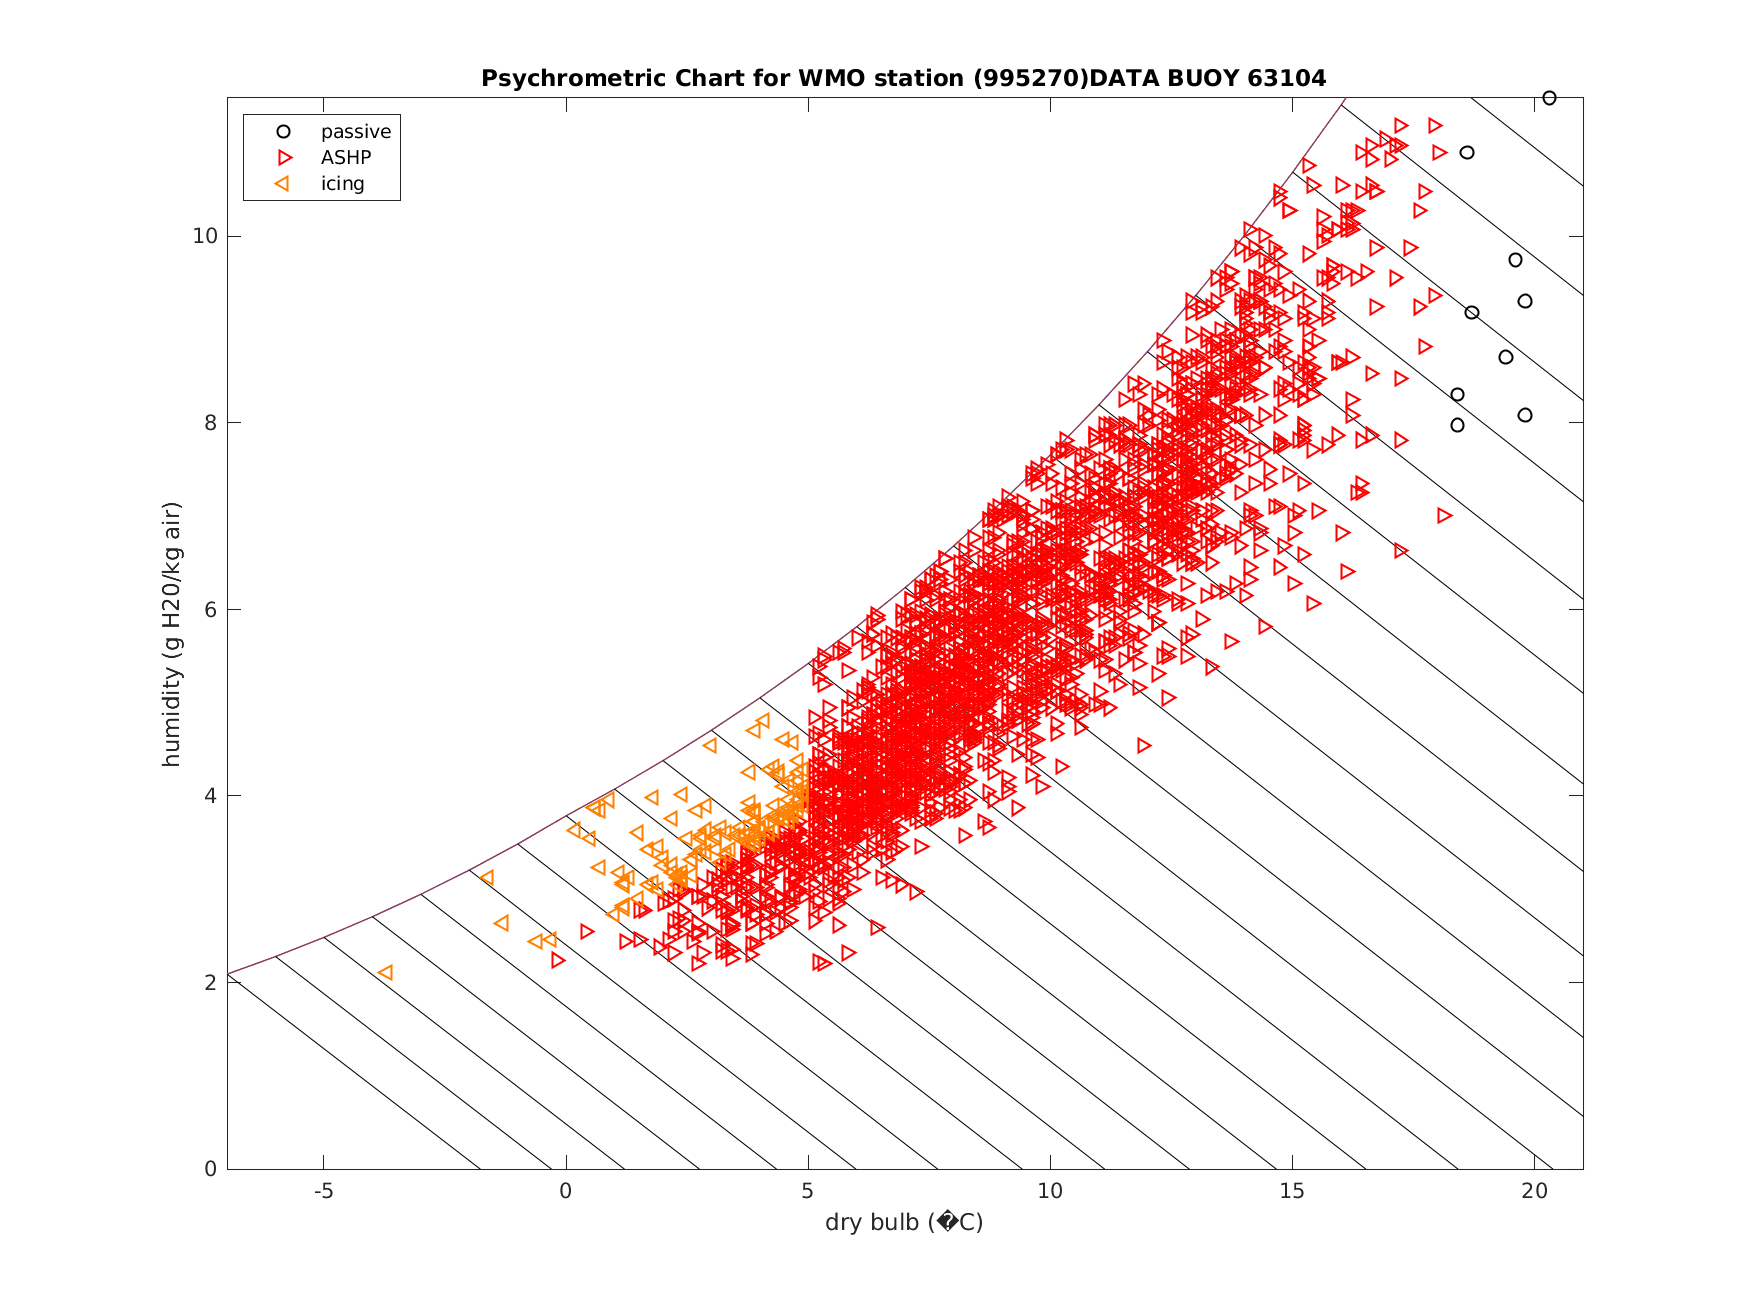 Psychrometric Chart for WMO station (995270)DATA BUOY 63104
passive
ASHP
icing
10
8
6
4
2
0
humidity (g H20/kg air)
-5 0 5 10 15 20
dry bulb (�C)